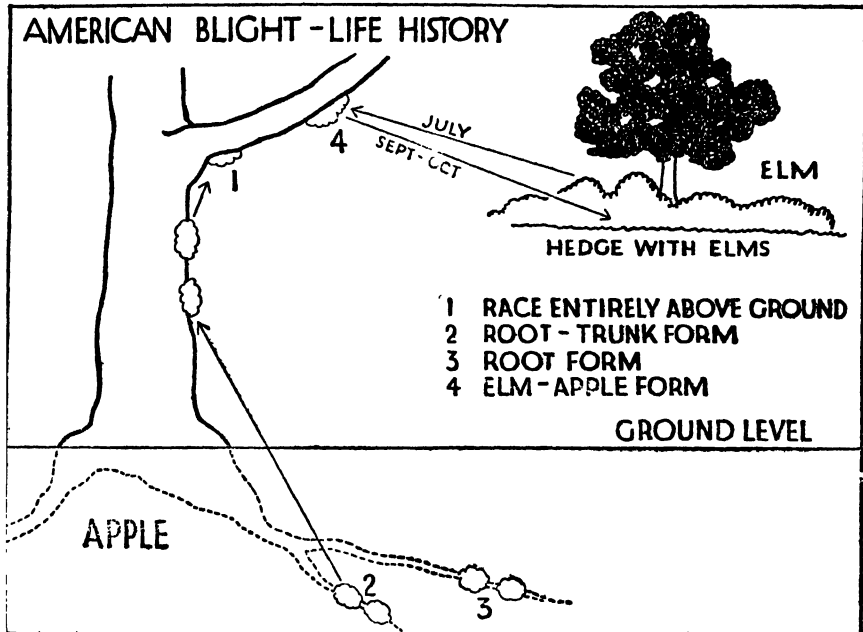 AMERICAN BLIGHT - LIFE HISTORY
JULY
SEPT - OCT
4
1
ELM
HEDGE WITH ELMS
1 RACE ENTIRELY ABOVE GROUND
2 ROOT - TRUNK FORM
3 ROOT FORM
4 ELM - APPLE FORM
GROUND LEVEL
APPLE
2
3